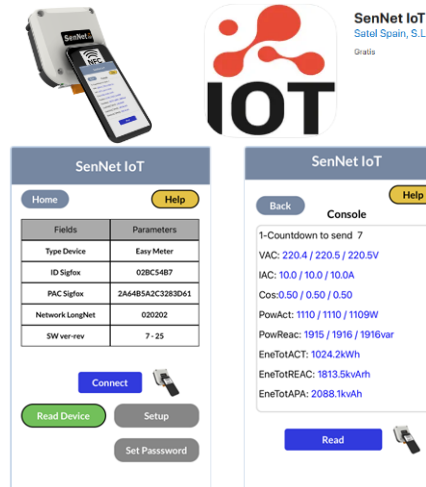 SenNet
NFC
IOT
SenNet IoT
Satel Spain, S.L
Gratis
SenNet IoT
Home
Help
Fields Parameters
Type Device Easy Meter
ID Sigfox 02BC54B7
PAC Sigfox 2A64B5A2C3283D61
Network LongNet 020202
SW ver-rev 7 - 25
Connect
Read Device
Setup
Set Passsword
SenNet IoT
Back
Help
Console
1-Countdown to send 7
VAC: 220.4 / 220.5 / 220.5V
IAC: 10.0 / 10.0 / 10.0A
Cos:0.50 / 0.50 / 0.50
PowAct: 1110 / 1110 / 1109W
PowReac: 1915 / 1916 / 1916var
EneTotACT: 1024.2kWh
EneTotREAC: 1813.5kvArh
EneTotAPA: 2088.1kvAh
Read